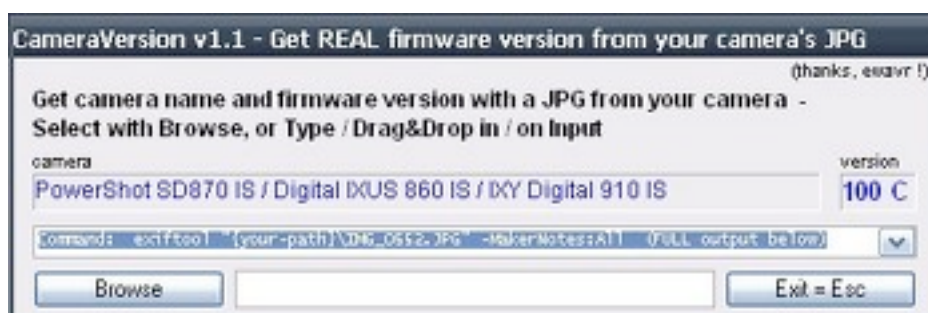 CameraVersion v1.1 - Get REAL firmware version from your camera's JPG
(thanks, ewavr !)
Get camera name and firmware version with a JPG from your camera -
Select with Browse, or Type / Drag&Drop in / on Input
camera version
PowerShot SD870 IS / Digital IXUS 860 IS / IXY Digital 910 IS 100 C
Command: exiftool "{your-path}\IMG_0552.JPG" -MakerNotes:All (FULL output below)
Browse Exit = Esc